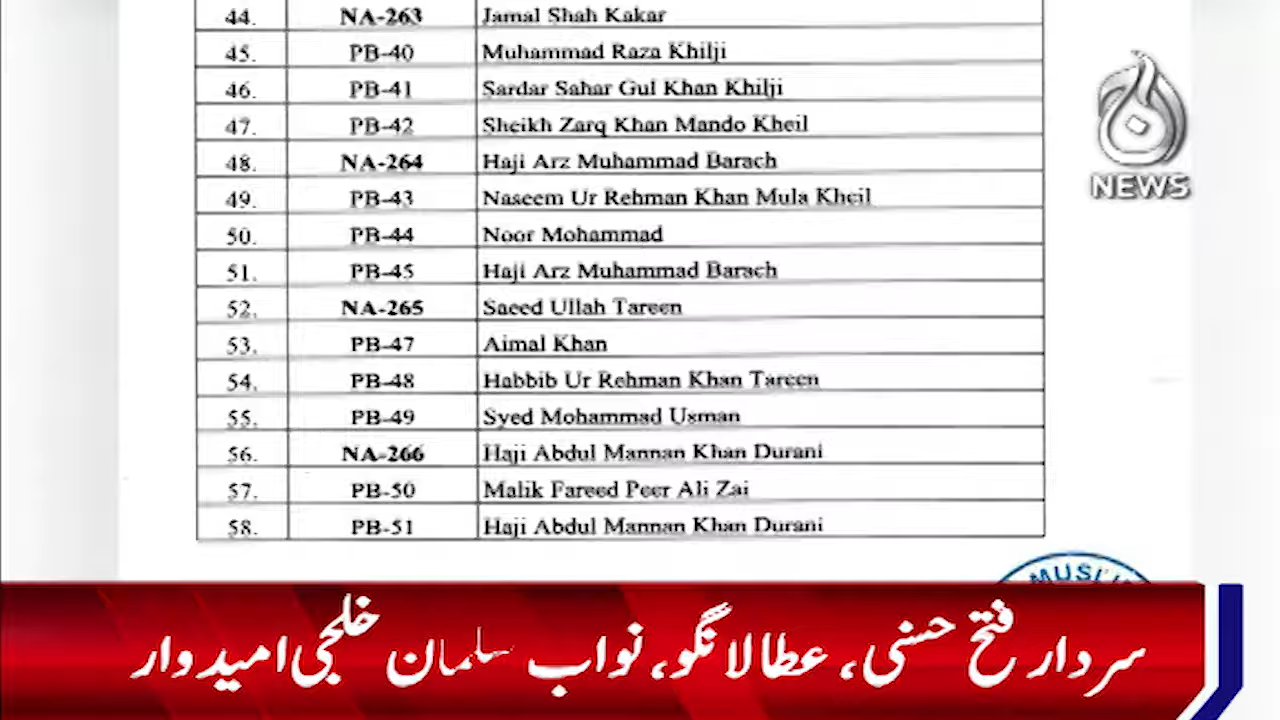 44. NA-263 Jamal Shah Kakar
45. PB-40 Muhammad Raza Khilji
46. PB-41 Sardar Sahar Gul Khan Khilji
47. PB-42 Sheikh Zarq Khan Mando Kheil
48. NA-264 Haji Arz Muhammad Barach
49. PB-43 Naseem Ur Rehman Khan Mula Kheil
50. PB-44 Noor Mohammad
51. PB-45 Haji Arz Muhammad Barach
52. NA-265 Saeed Ullah Tareen
53. PB-47 Aimal Khan
54. PB-48 Habbib Ur Rehman Khan Tareen
55. PB-49 Syed Mohammad Usman
56. NA-266 Haji Abdul Mannan Khan Durani
57. PB-50 Malik Fareed Peer Ali Zai
58. PB-51 Haji Abdul Mannan Khan Durani
NEWS
سردار فتح حسنی، عطا لانگو، نواب سلمان خلجی امیدوار